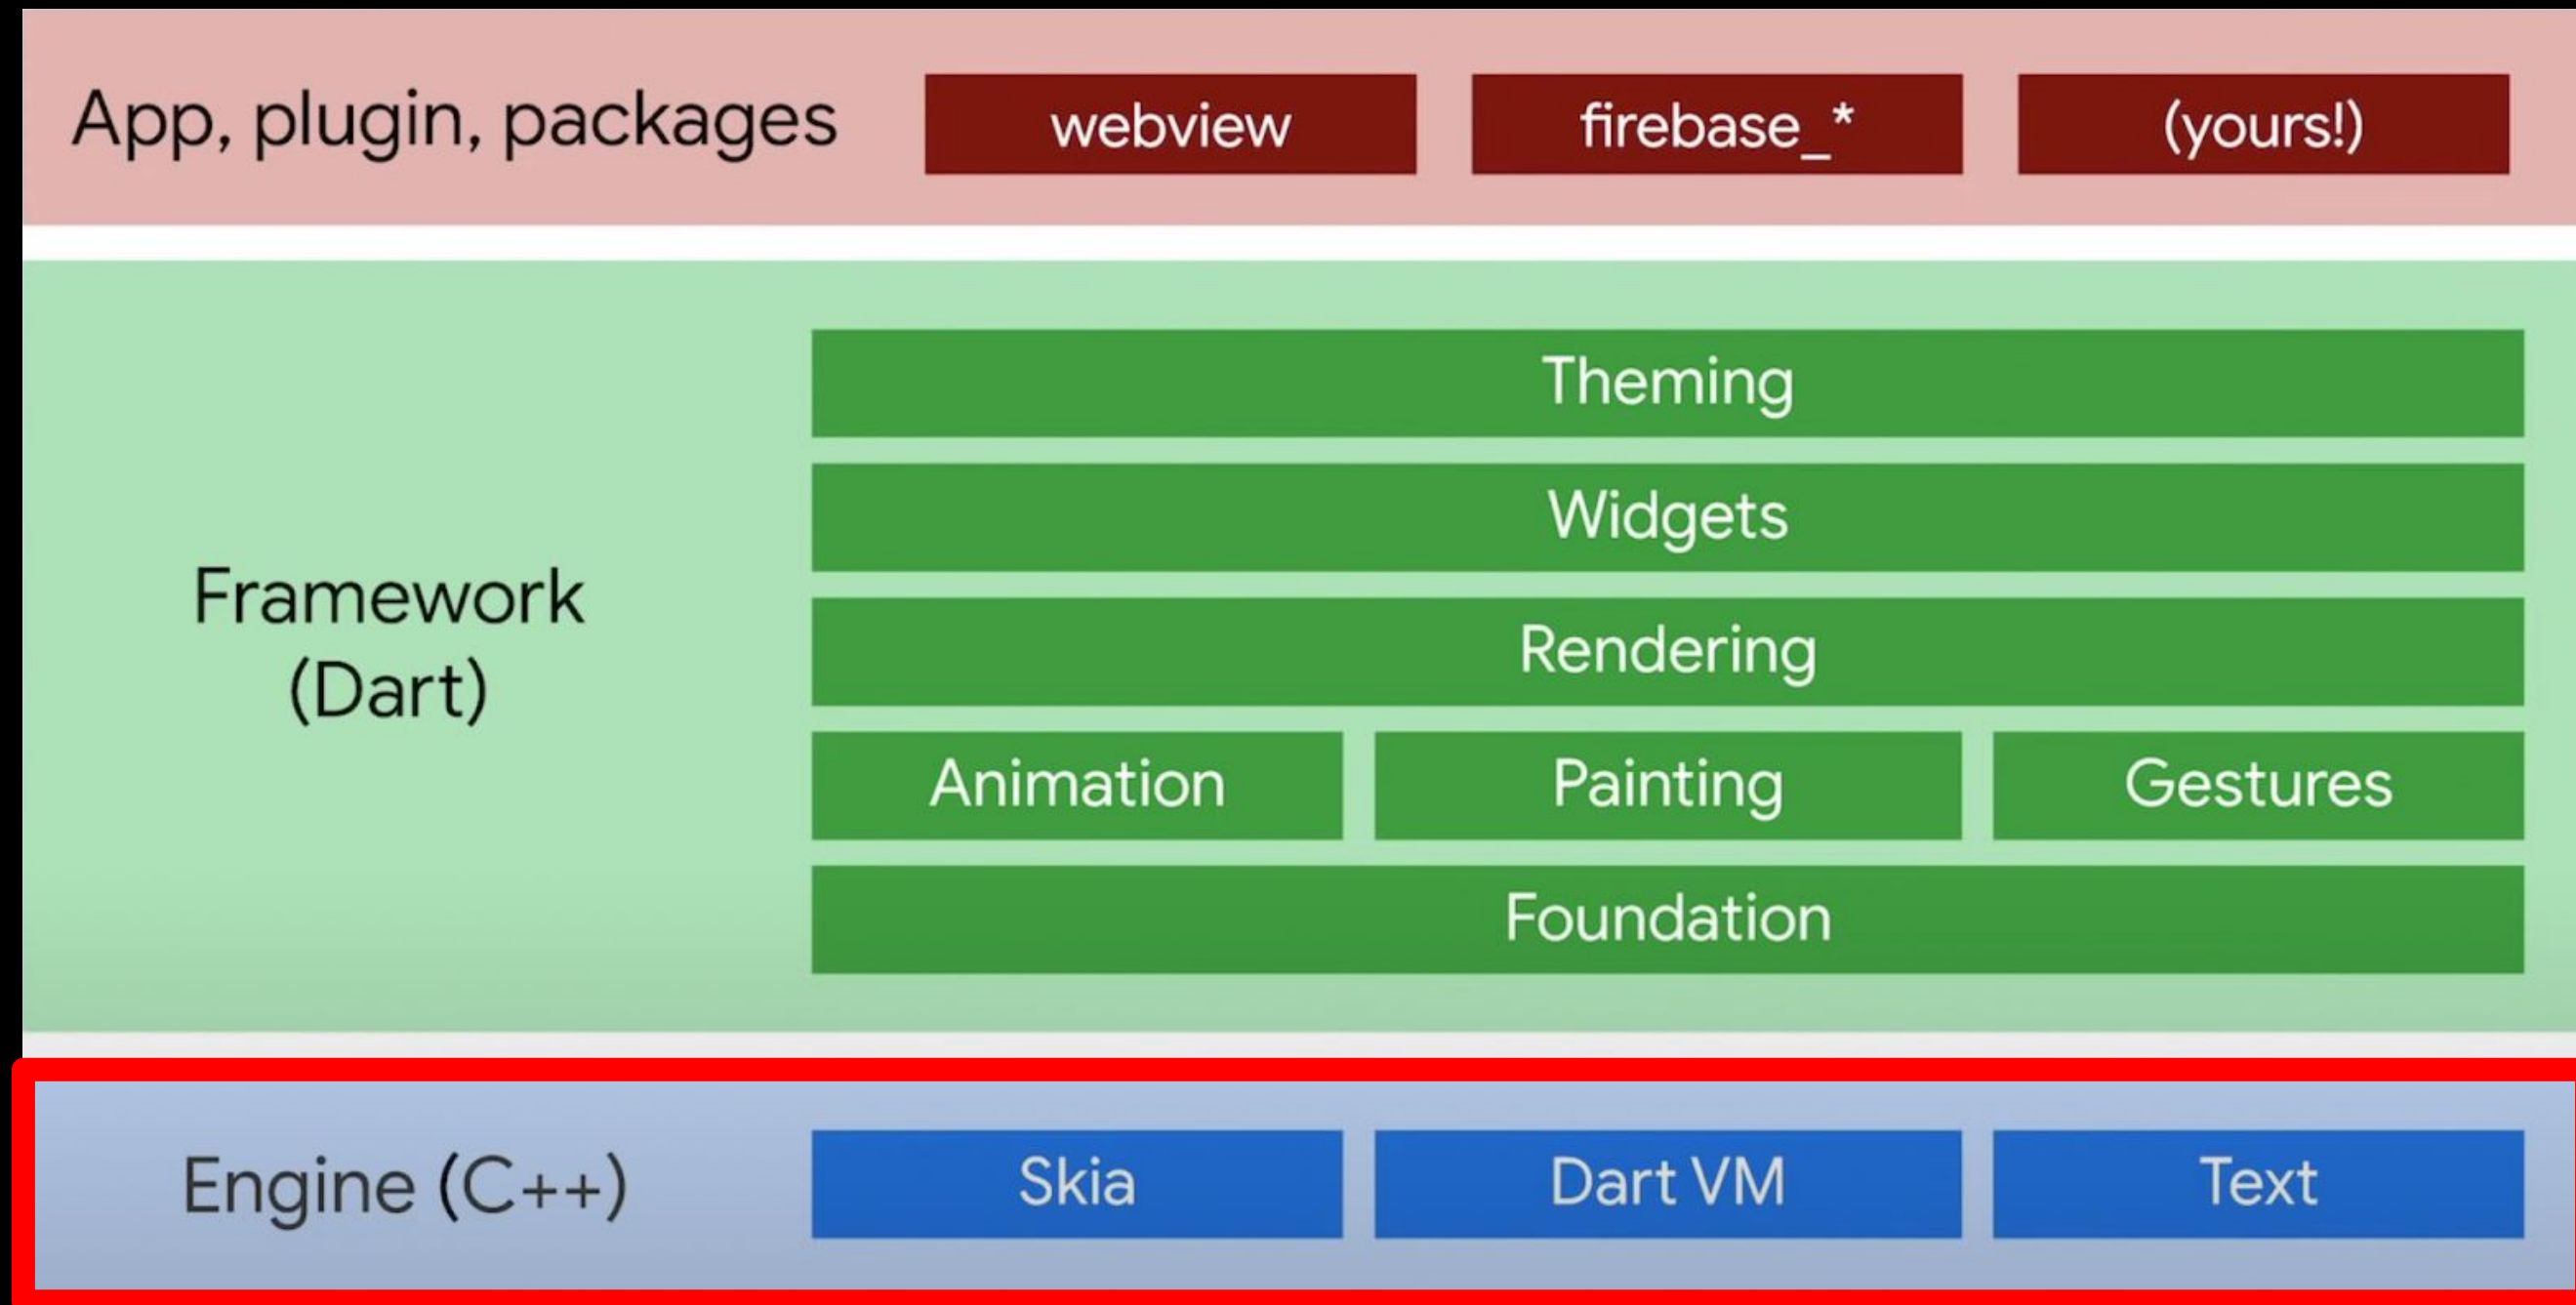 App, plugin, packages
webview
firebase_*
(yours!)
Framework
(Dart)
Theming
Widgets
Rendering
Animation
Painting
Gestures
Foundation
Engine (C++)
Skia
Dart VM
Text